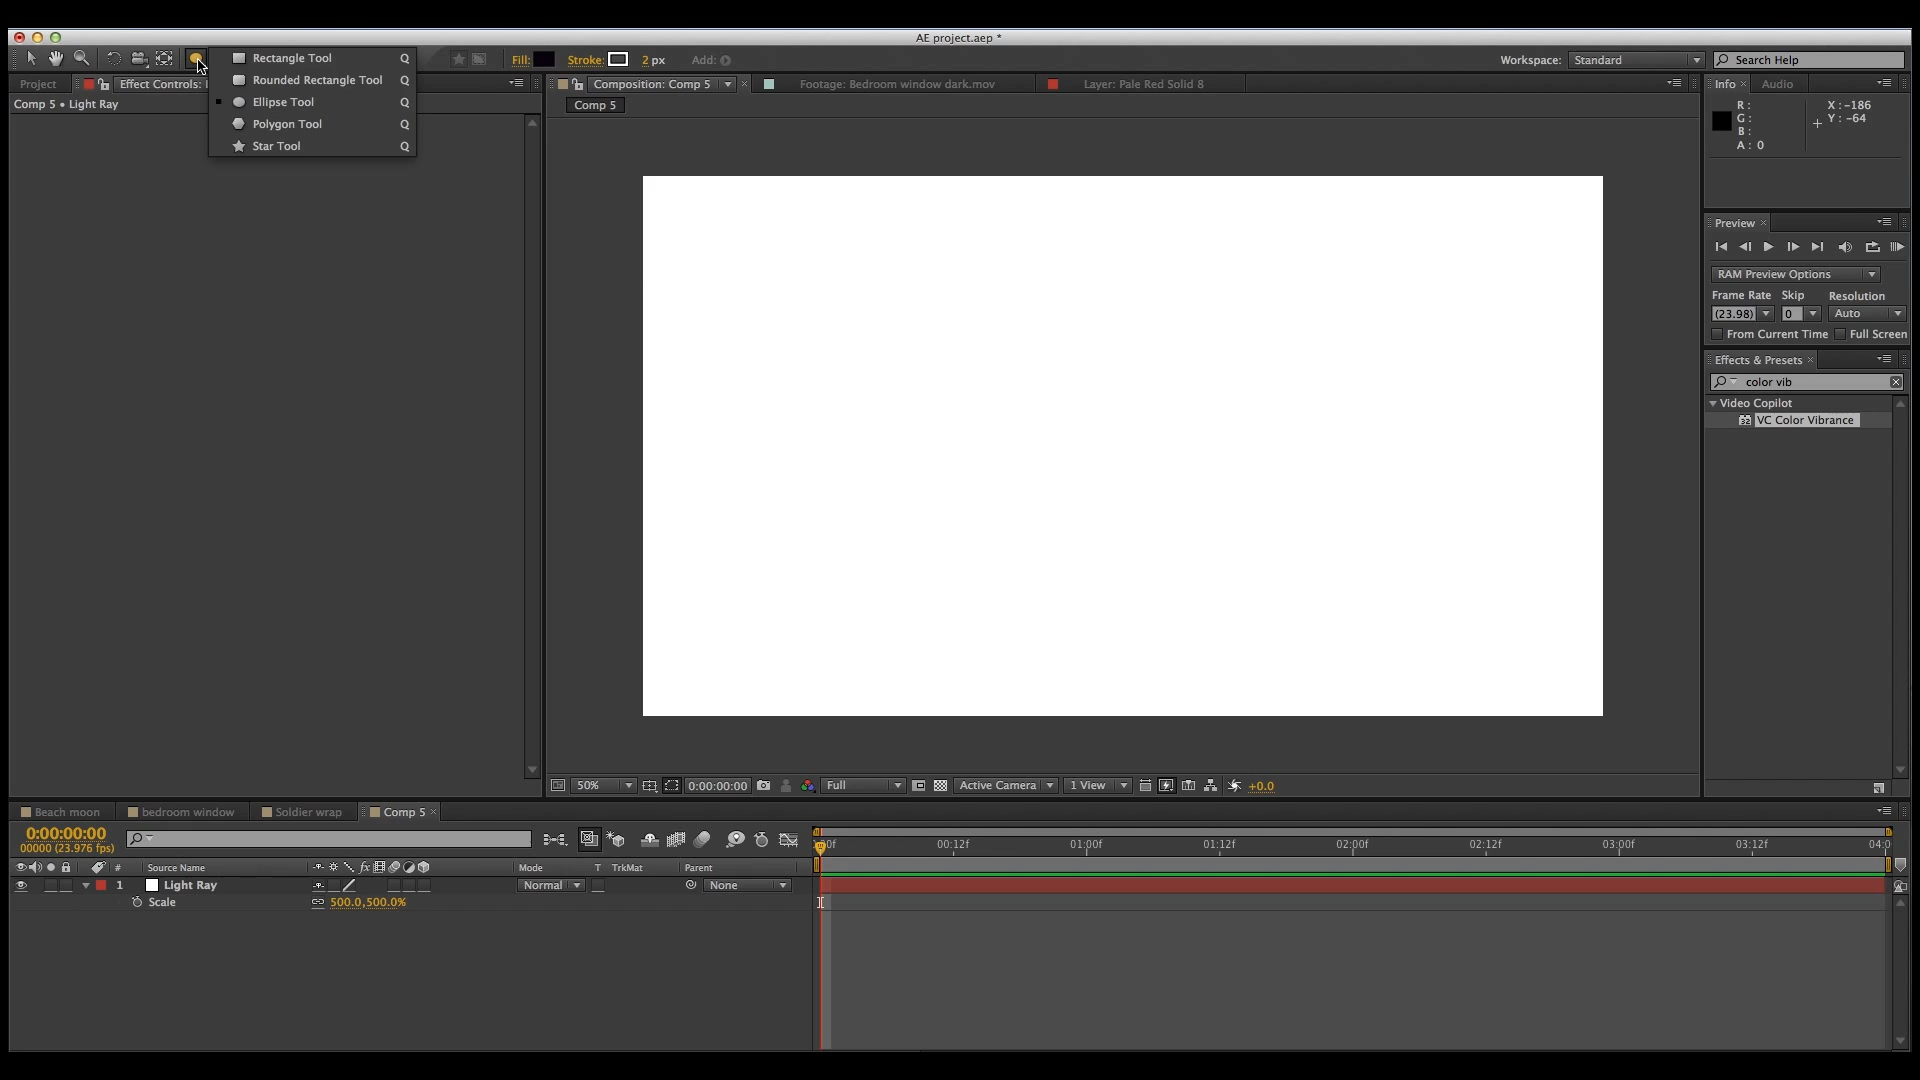 AE project.aep *
Rectangle Tool Q
Rounded Rectangle Tool Q
Ellipse Tool Q
Polygon Tool Q
Star Tool Q
Fill: Stroke: 2 px Add:
Workspace: Standard Search Help
Project Effect Controls:
Comp 5 • Light Ray
Composition: Comp 5 Footage: Bedroom window dark.mov Layer: Pale Red Solid 8
Comp 5
Info Audio
R: X: -186
G: Y: -64
B:
A: 0
Preview
RAM Preview Options
Frame Rate Skip Resolution
(23.98) 0 Auto
From Current Time Full Screen
Effects & Presets
color vib
Video Copilot
32 VC Color Vibrance
50% 0:00:00:00 Full Active Camera 1 View +0.0
Beach moon bedroom window Soldier wrap Comp 5
0:00:00:00
00000 (23.976 fps)
0f 00:12f 01:00f 01:12f 02:00f 02:12f 03:00f 03:12f 04:0
# Source Name fx Mode T TrkMat Parent
1 Light Ray Normal None
Scale 500.0,500.0%